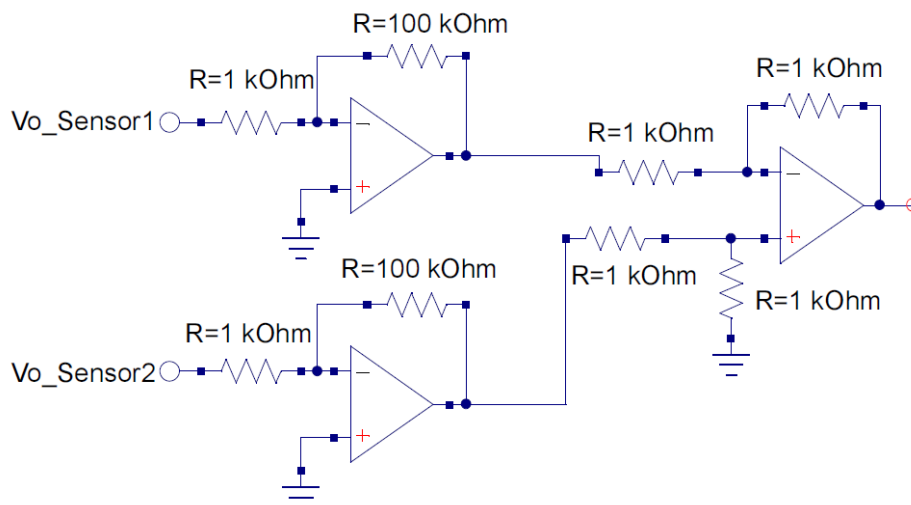 R=100 kOhm
R=1 kOhm
R=1 kOhm
Vo_Sensor1
R=1 kOhm
−
+
−
+
R=100 kOhm
R=1 kOhm
R=1 kOhm
R=1 kOhm
Vo_Sensor2
−
+